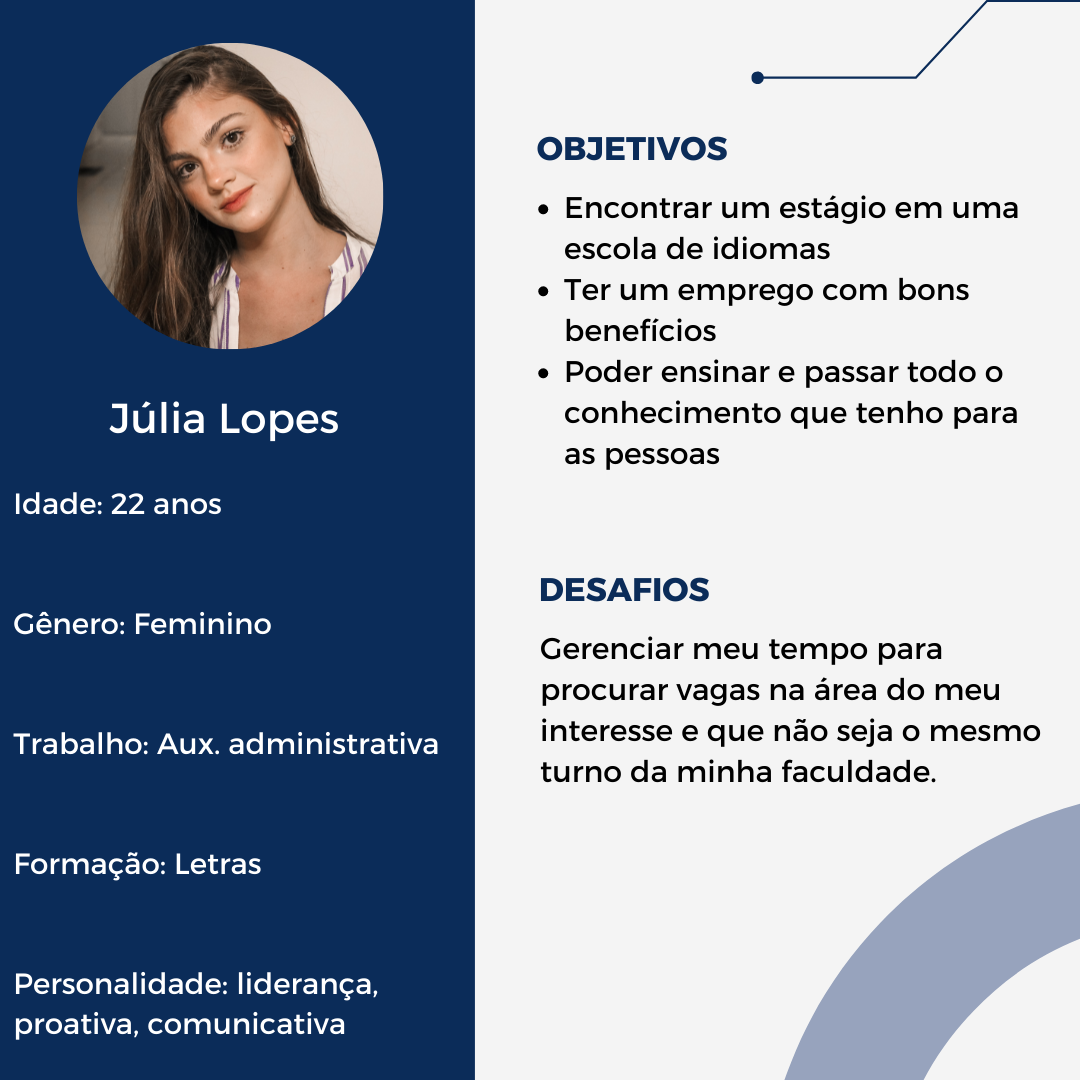 Júlia Lopes
Idade: 22 anos
Gênero: Feminino
Trabalho: Aux. administrativa
Formação: Letras
Personalidade: liderança,
proativa, comunicativa
OBJETIVOS
• Encontrar um estágio em uma
escola de idiomas
• Ter um emprego com bons
benefícios
• Poder ensinar e passar todo o
conhecimento que tenho para
as pessoas
DESAFIOS
Gerenciar meu tempo para
procurar vagas na área do meu
interesse e que não seja o mesmo
turno da minha faculdade.